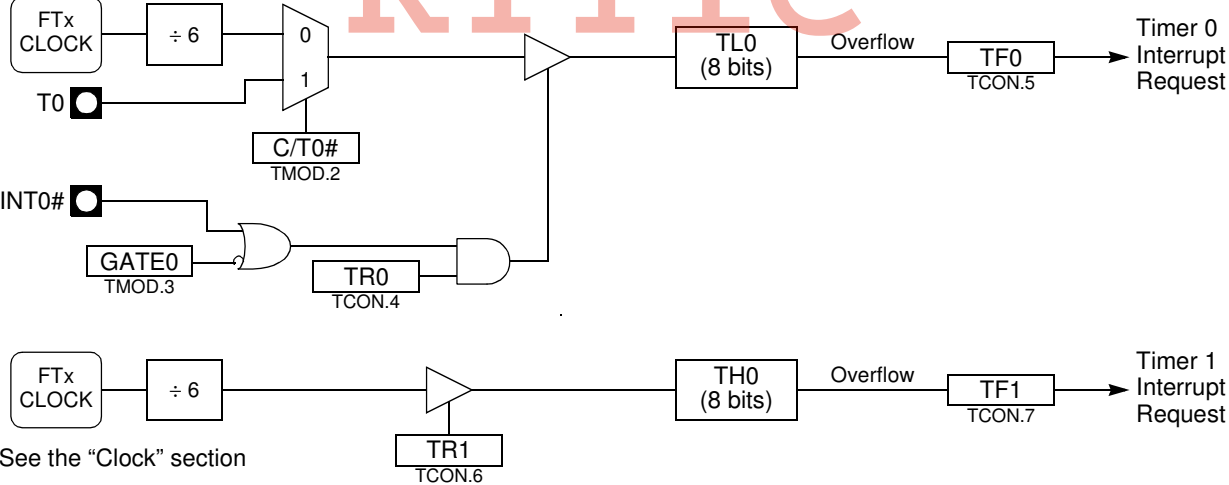 RITIC
FTx
CLOCK
÷ 6
0
1
T0
C/T0#
TMOD.2
TL0
(8 bits)
Overflow
TF0
TCON.5
Timer 0
Interrupt
Request
INT0#
GATE0
TMOD.3
TR0
TCON.4
FTx
CLOCK
÷ 6
TR1
TCON.6
TH0
(8 bits)
Overflow
TF1
TCON.7
Timer 1
Interrupt
Request
See the “Clock” section